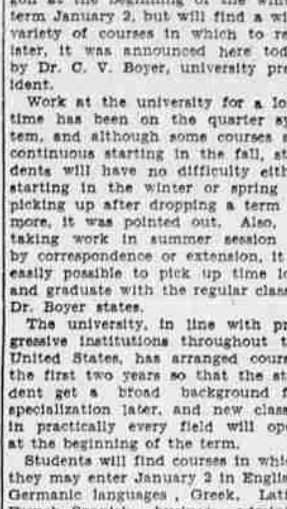 gon at the beginning of the wint
term January 2, but will find a wi
variety of courses in which to re
later, it was announced here tod
by Dr. C. V. Boyer, university pre
ident.
Work at the university for a lo
time has been on the quarter sy
tem, and although some courses a
continuous starting in the fall, st
dents will have no difficulty eith
starting in the winter or spring
picking up after dropping a term
more, it was pointed out. Also,
taking work in summer session
by correspondence or extension, it
easily possible to pick up time lo
and graduate with the regular clas
Dr. Boyer states.
The university, in line with pr
gressive institutions throughout t
United States, has arranged cours
the first two years so that the st
dent get a broad background f
specialization later, and new class
in practically every field will ope
at the beginning of the term.
Students will find courses in whic
they may enter January 2 in Englis
Germanic languages , Greek, Lati
French Spanish, business admini